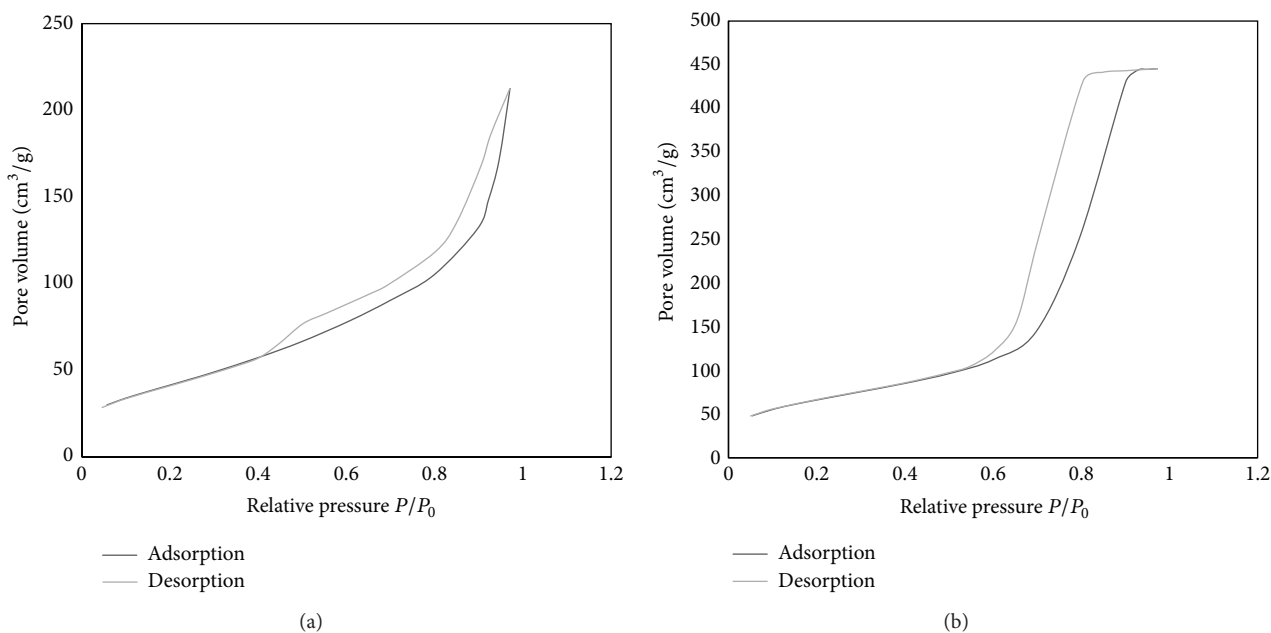 250
200
150
100
50
0
Pore volume (cm³/g)
0 0.2 0.4 0.6 0.8 1 1.2
Relative pressure P/P₀
Adsorption
Desorption
(a)
500
450
400
350
300
250
200
150
100
50
0
Pore volume (cm³/g)
0 0.2 0.4 0.6 0.8 1 1.2
Relative pressure P/P₀
Adsorption
Desorption
(b)